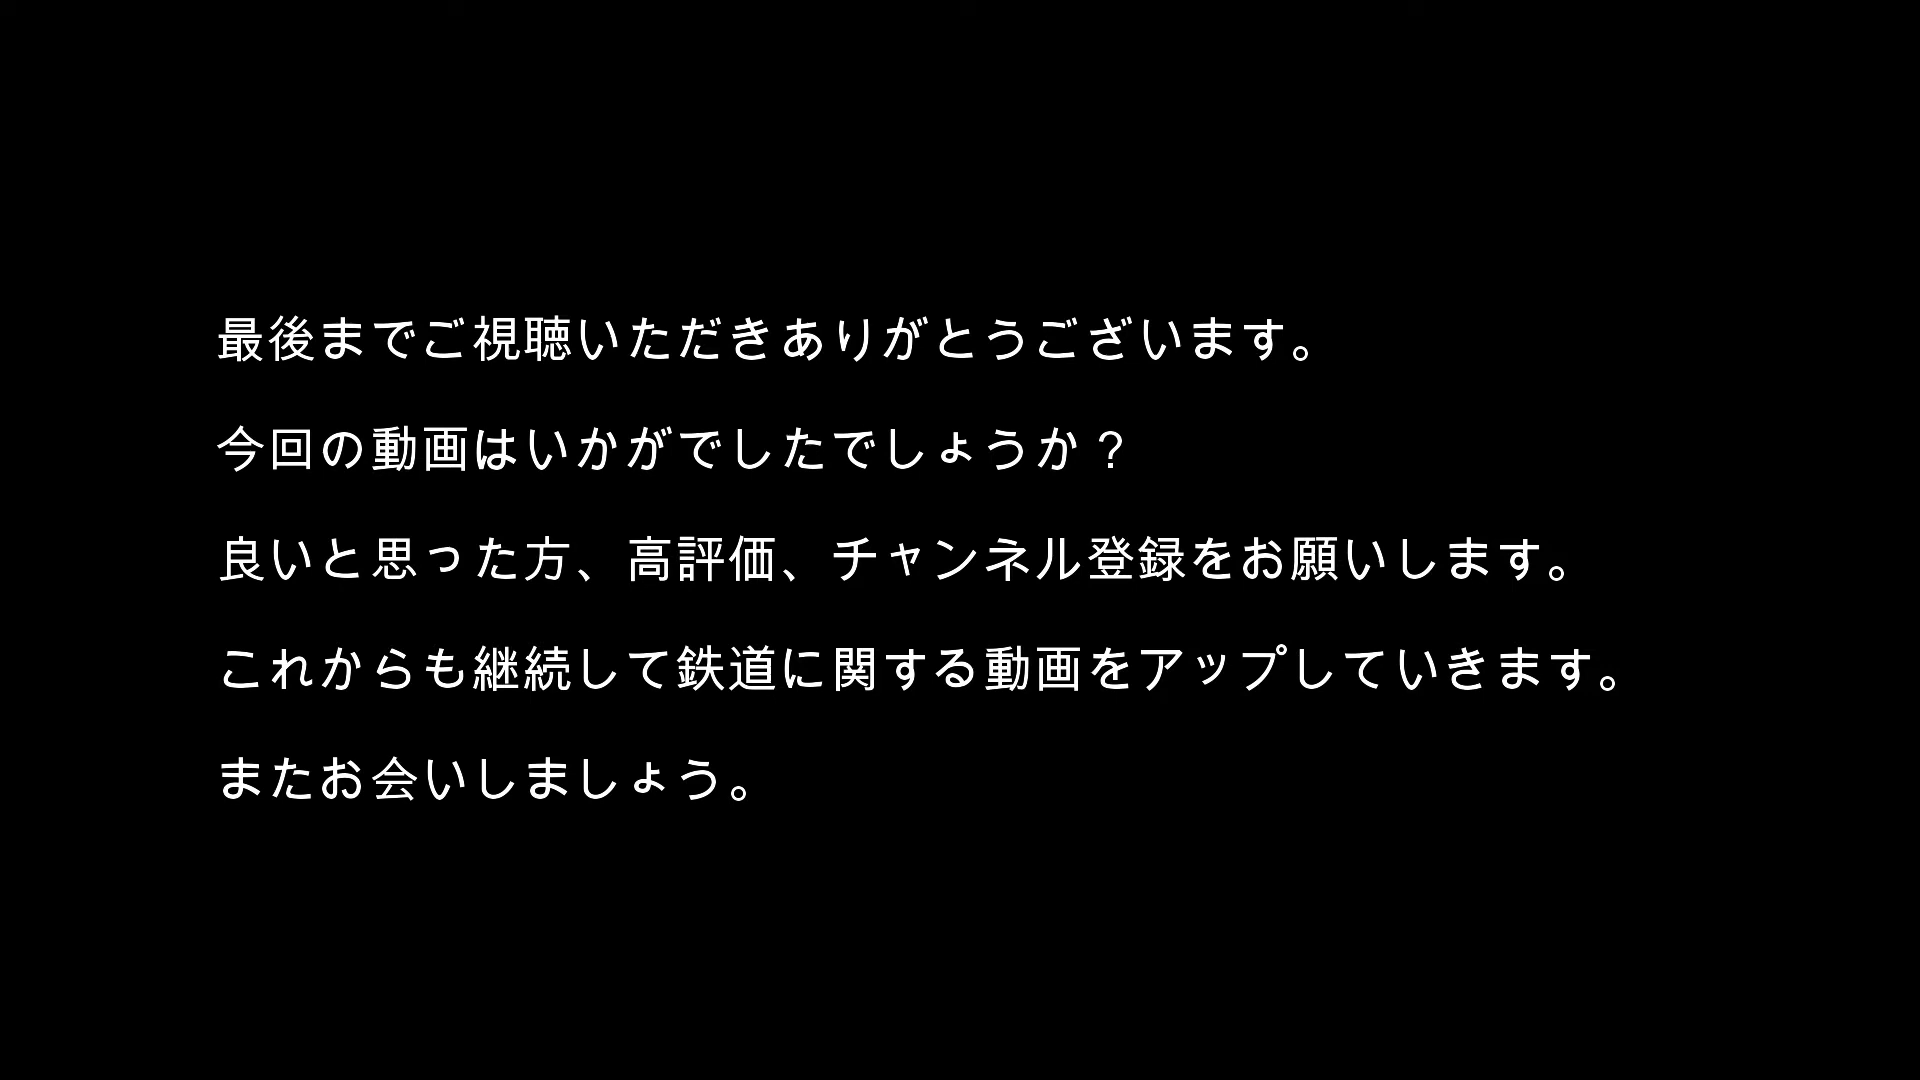 最後までご視聴いただきありがとうございます。
今回の動画はいかがでしたでしょうか？
良いと思った方、高評価、チャンネル登録をお願いします。
これからも継続して鉄道に関する動画をアップしていきます。
またお会いしましょう。